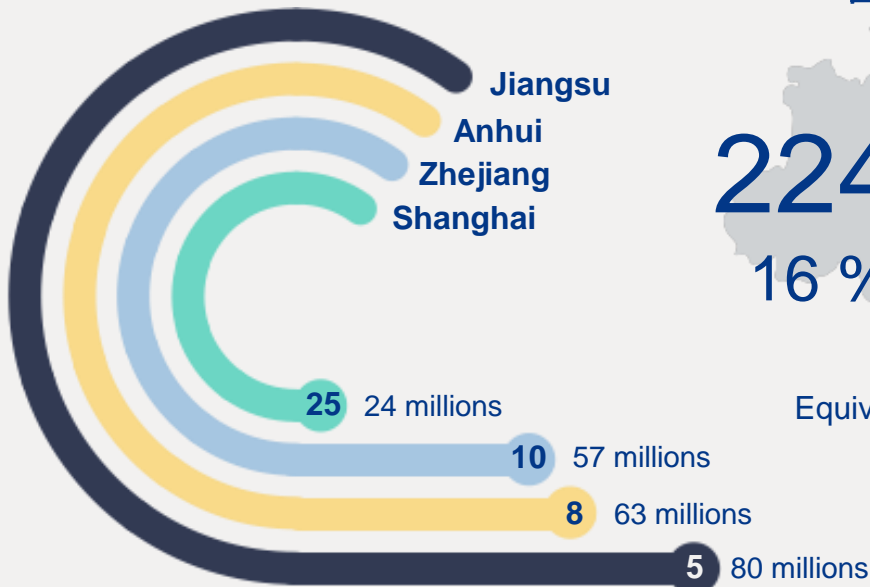 Jiangsu
Anhui
Zhejiang
Shanghai
224
16 %
25 24 millions
Equiv
10 57 millions
8 63 millions
5 80 millions